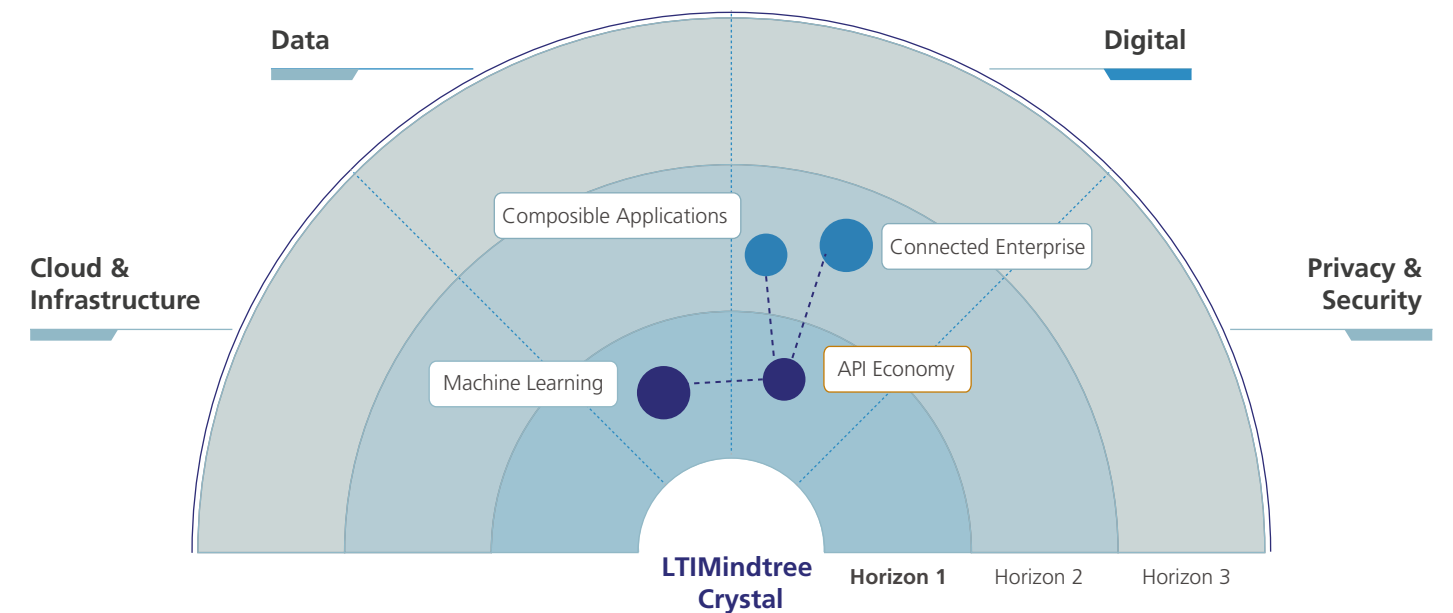 Data
Digital
Composible Applications
Connected Enterprise
Cloud &
Infrastructure
Privacy &
Security
Machine Learning
API Economy
LTIMindtree
Crystal
Horizon 1
Horizon 2
Horizon 3